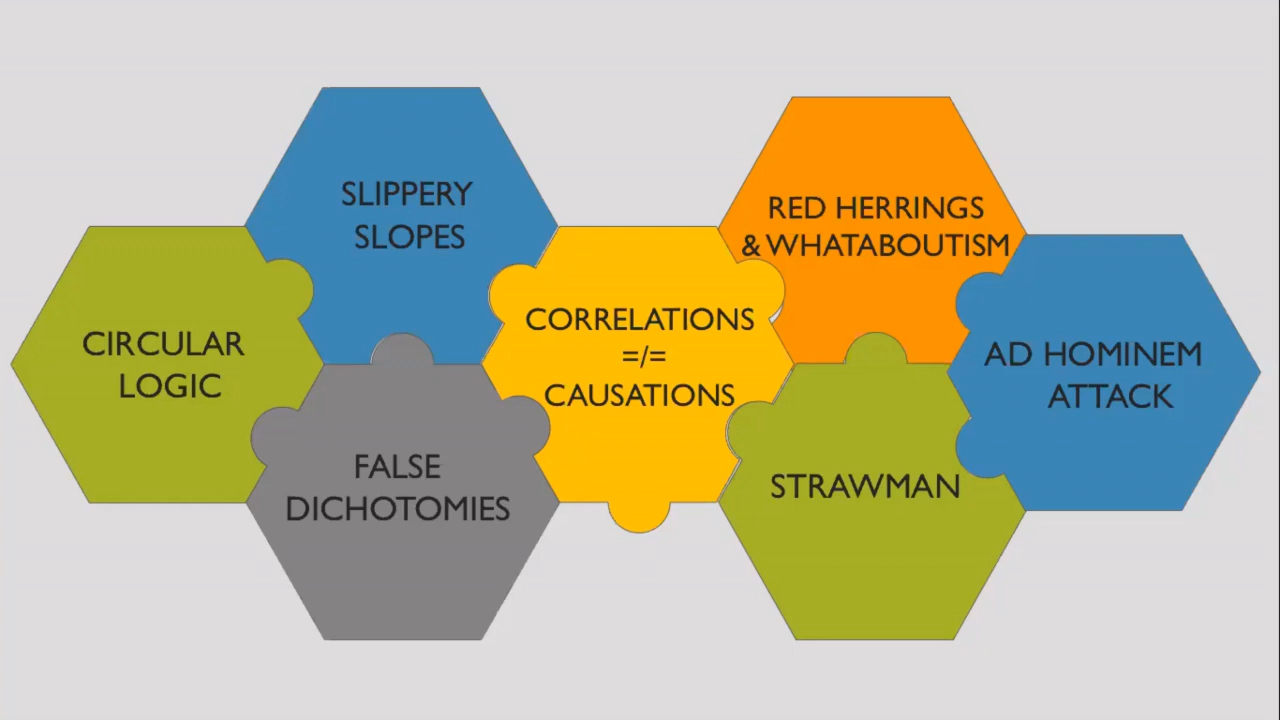 CIRCULAR
LOGIC
SLIPPERY
SLOPES
FALSE
DICHOTOMIES
CORRELATIONS
=/=
CAUSATIONS
RED HERRINGS
& WHATABOUTISM
STRAWMAN
AD HOMINEM
ATTACK